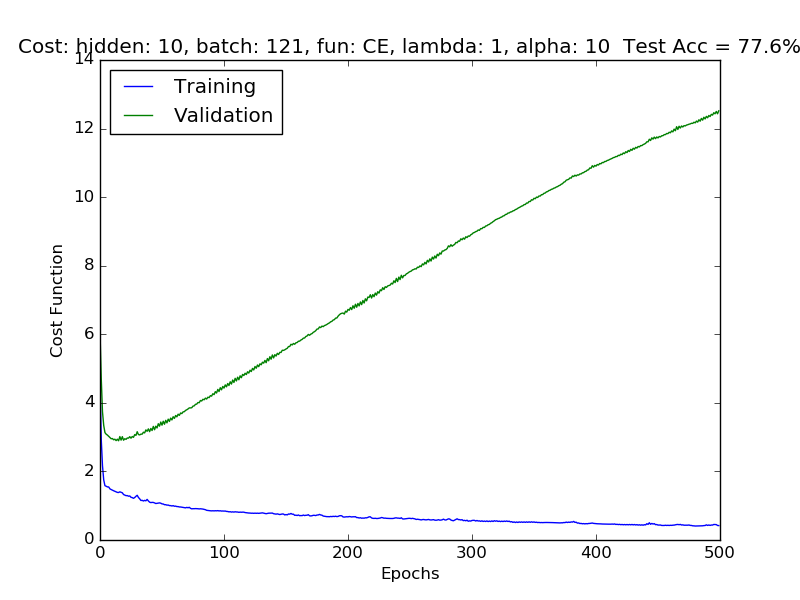 Cost: hidden: 10, batch: 121, fun: CE, lambda: 1, alpha: 10  Test Acc = 77.6%
14
12
10
8
6
4
2
0
Training
Validation
Cost Function
0 100 200 300 400 500
Epochs